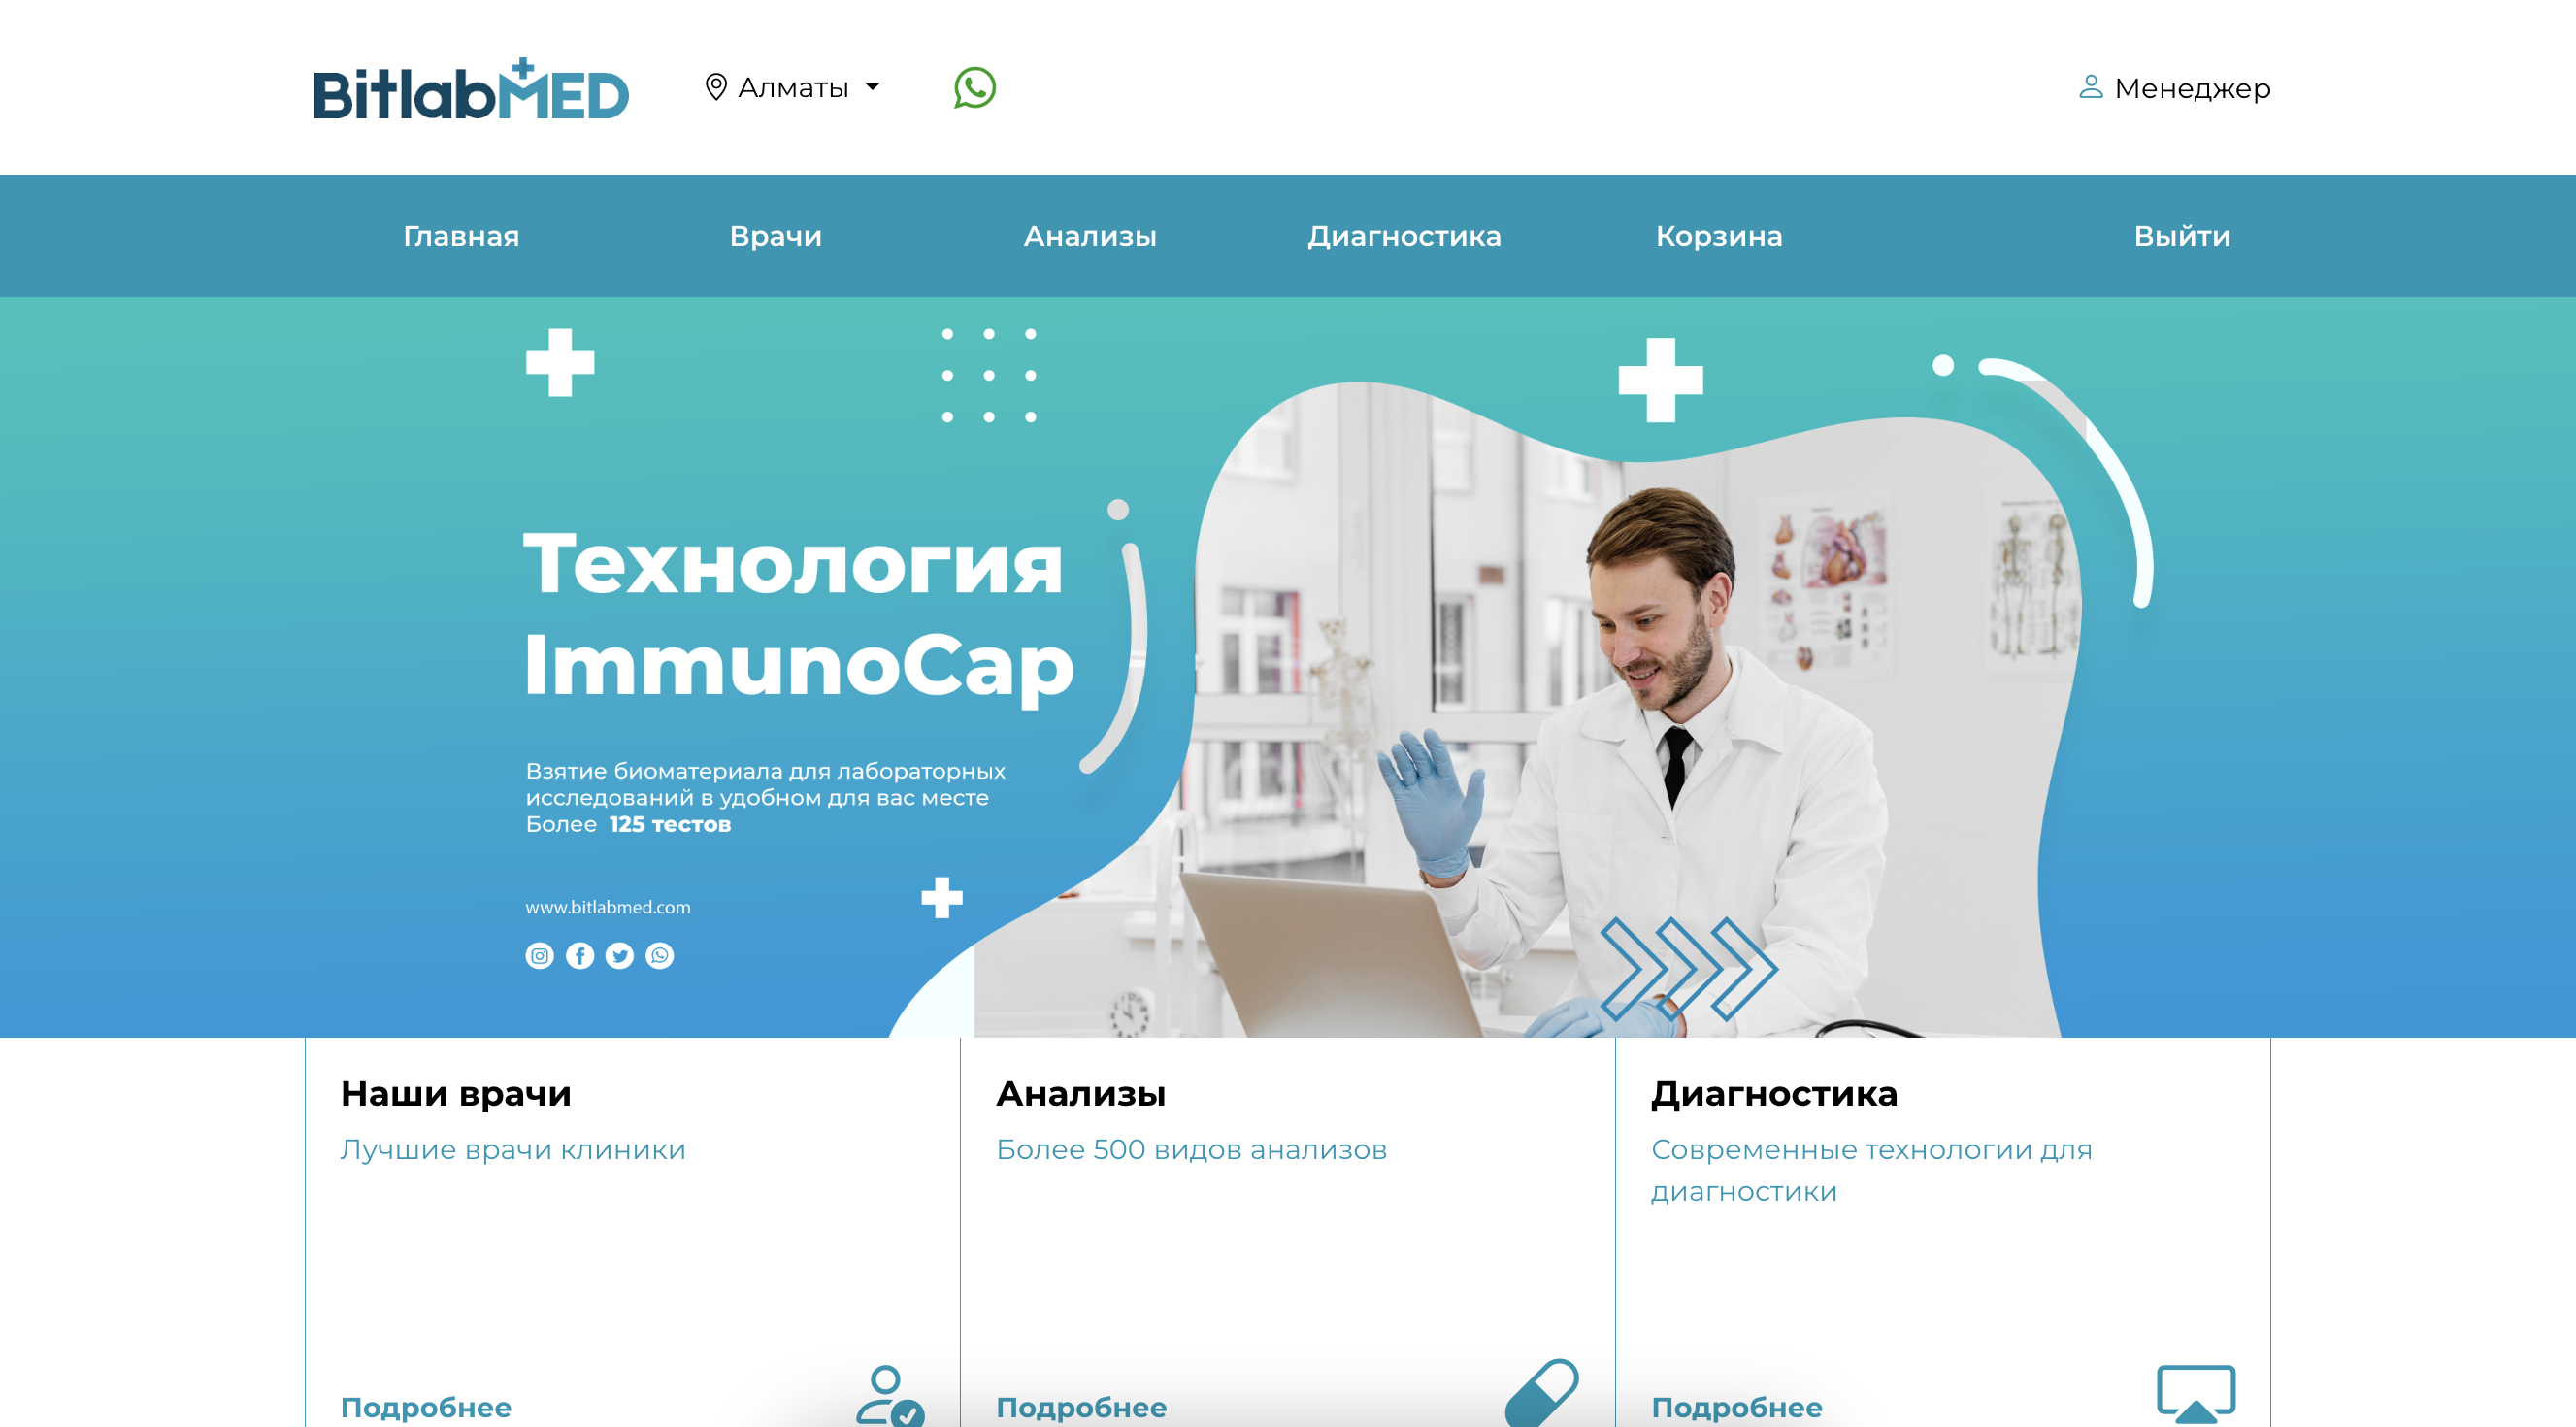 BitlabMED
Алматы
Менеджер
Главная
Врачи
Анализы
Диагностика
Корзина
Выйти
Технология
ImmunoCap
Взятие биоматериала для лабораторных
исследований в удобном для вас месте
Более 125 тестов
www.bitlabmed.com
Наши врачи
Лучшие врачи клиники
Подробнее
Анализы
Более 500 видов анализов
Подробнее
Диагностика
Современные технологии для
диагностики
Подробнее